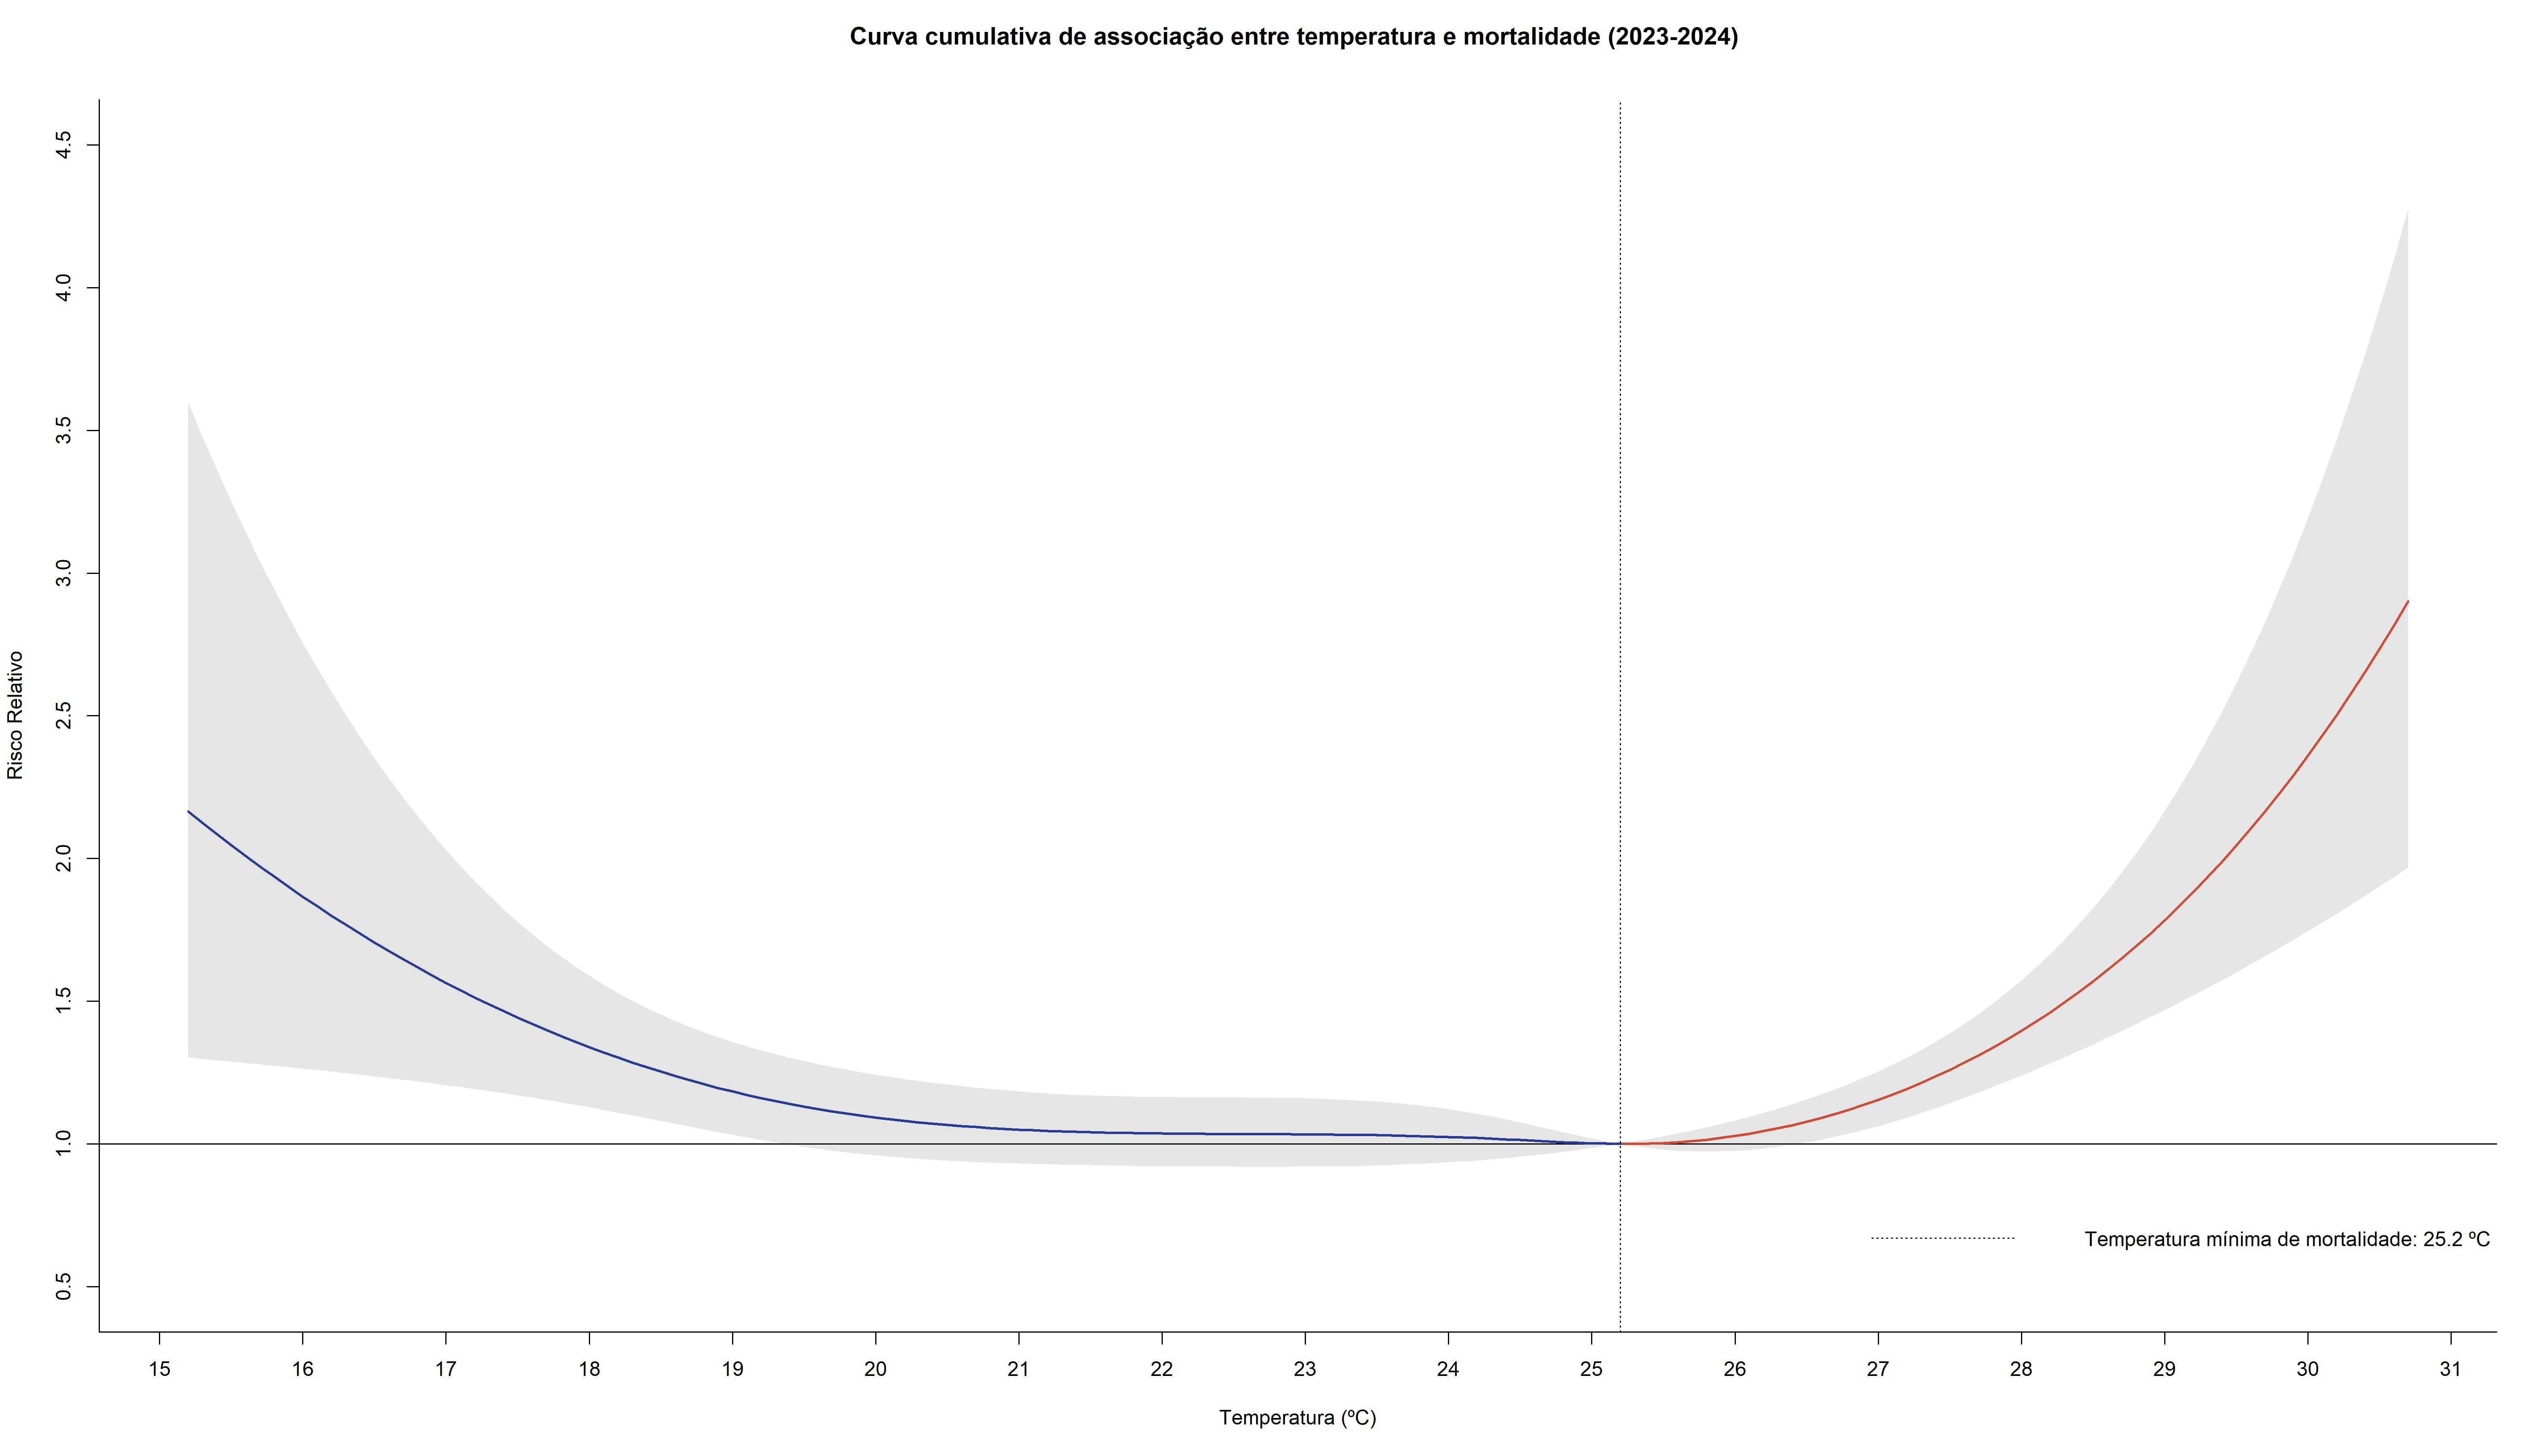 Curva cumulativa de associação entre temperatura e mortalidade (2023-2024)
Risco Relativo
4.5
4.0
3.5
3.0
2.5
2.0
1.5
1.0
0.5
Temperatura mínima de mortalidade: 25.2 ºC
15 16 17 18 19 20 21 22 23 24 25 26 27 28 29 30 31
Temperatura (ºC)